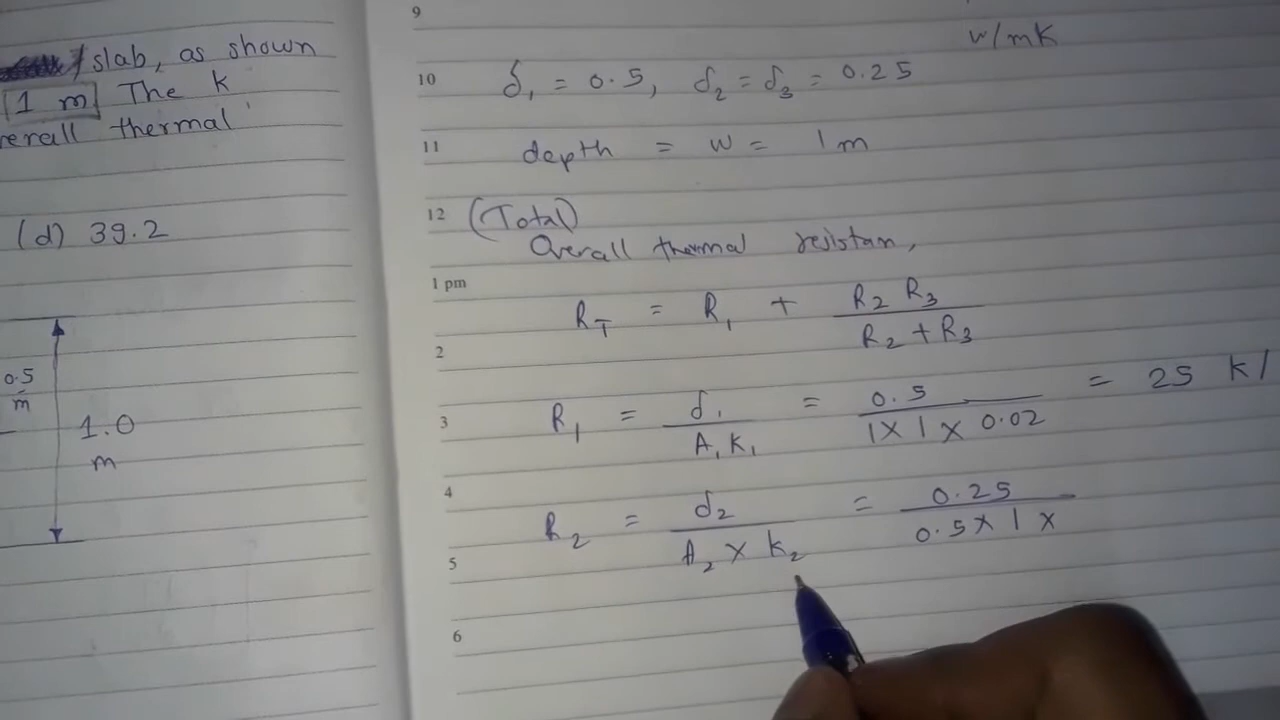 slab, as shown
1 m The k
erall thermal
(d) 39.2
0.5
m
1.0
m
9
w/mk
10 δ₁ = 0.5, δ₂ = δ₃ = 0.25
11 depth = w = 1m
12 (Total)
Overall thermal resistan,
1 pm
R_T = R₁ + R₂ R₃ / R₂ + R₃
2
3 R₁ = δ₁ / A₁ K₁ = 0.5 / 1 X 1 X 0.02 = 25 k/
4
R₂ = δ₂ / A₂ X K₂ = 0.25 / 0.5 X 1 X
5
6